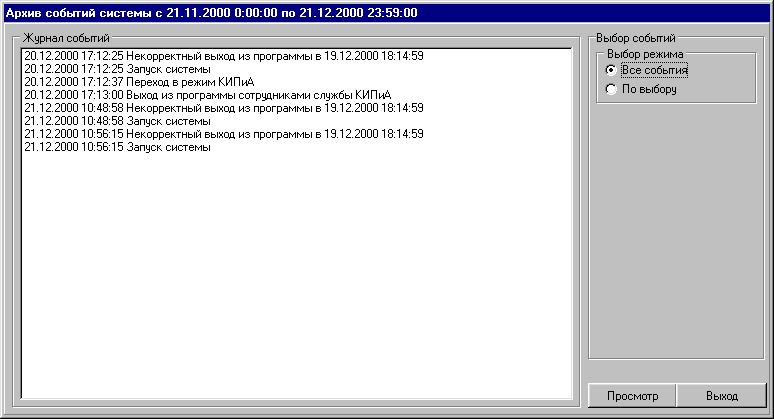 Архив событий системы с 21.11.2000 0:00:00 по 21.12.2000 23:59:00
Журнал событий
20.12.2000 17:12:25 Некорректный выход из программы в 19.12.2000 18:14:59
20.12.2000 17:12:25 Запуск системы
20.12.2000 17:12:37 Переход в режим КИПиА
20.12.2000 17:13:00 Выход из программы сотрудниками службы КИПиА
21.12.2000 10:48:58 Некорректный выход из программы в 19.12.2000 18:14:59
21.12.2000 10:48:58 Запуск системы
21.12.2000 10:56:15 Некорректный выход из программы в 19.12.2000 18:14:59
21.12.2000 10:56:15 Запуск системы
Выбор событий
Выбор режима
Все события
По выбору
Просмотр
Выход